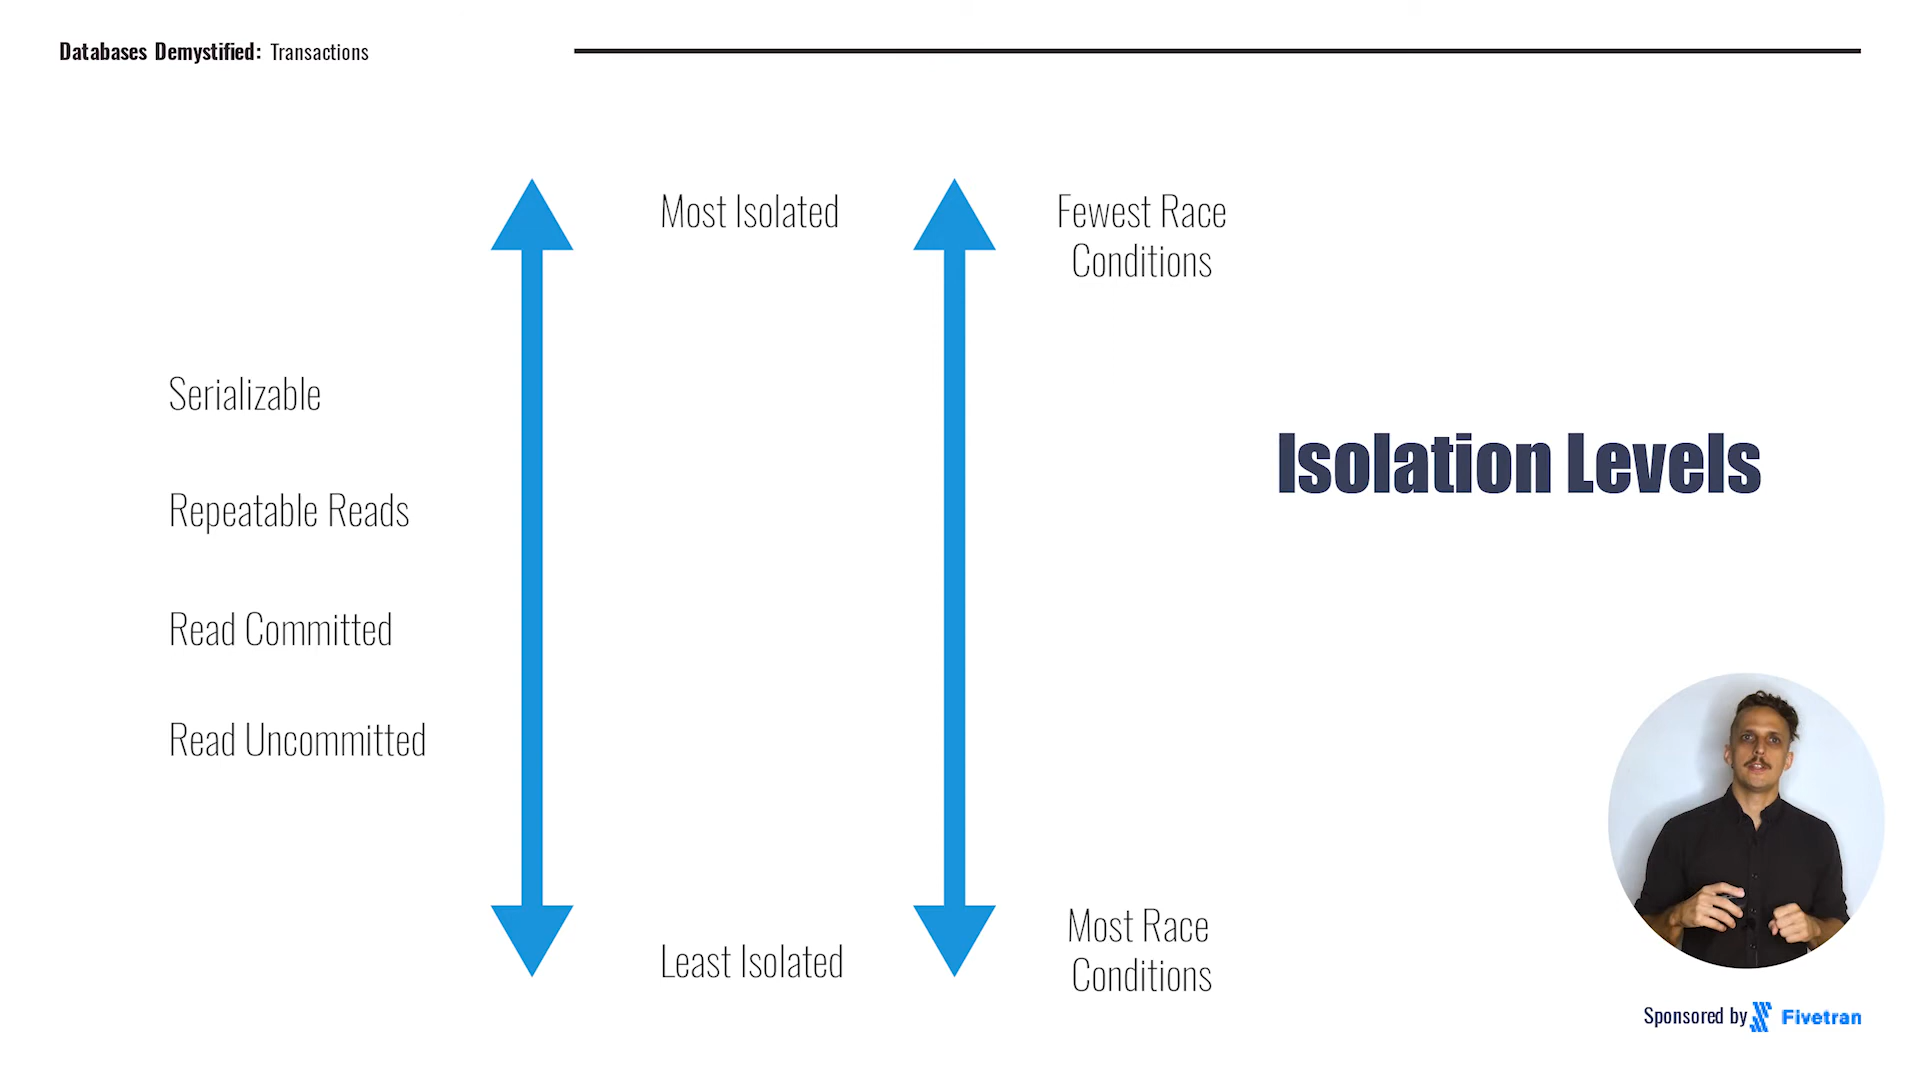 Databases Demystified: Transactions
Most Isolated
Fewest Race
Conditions
Serializable
Repeatable Reads
Read Committed
Read Uncommitted
Isolation Levels
Least Isolated
Most Race
Conditions
Sponsored by Fivetran